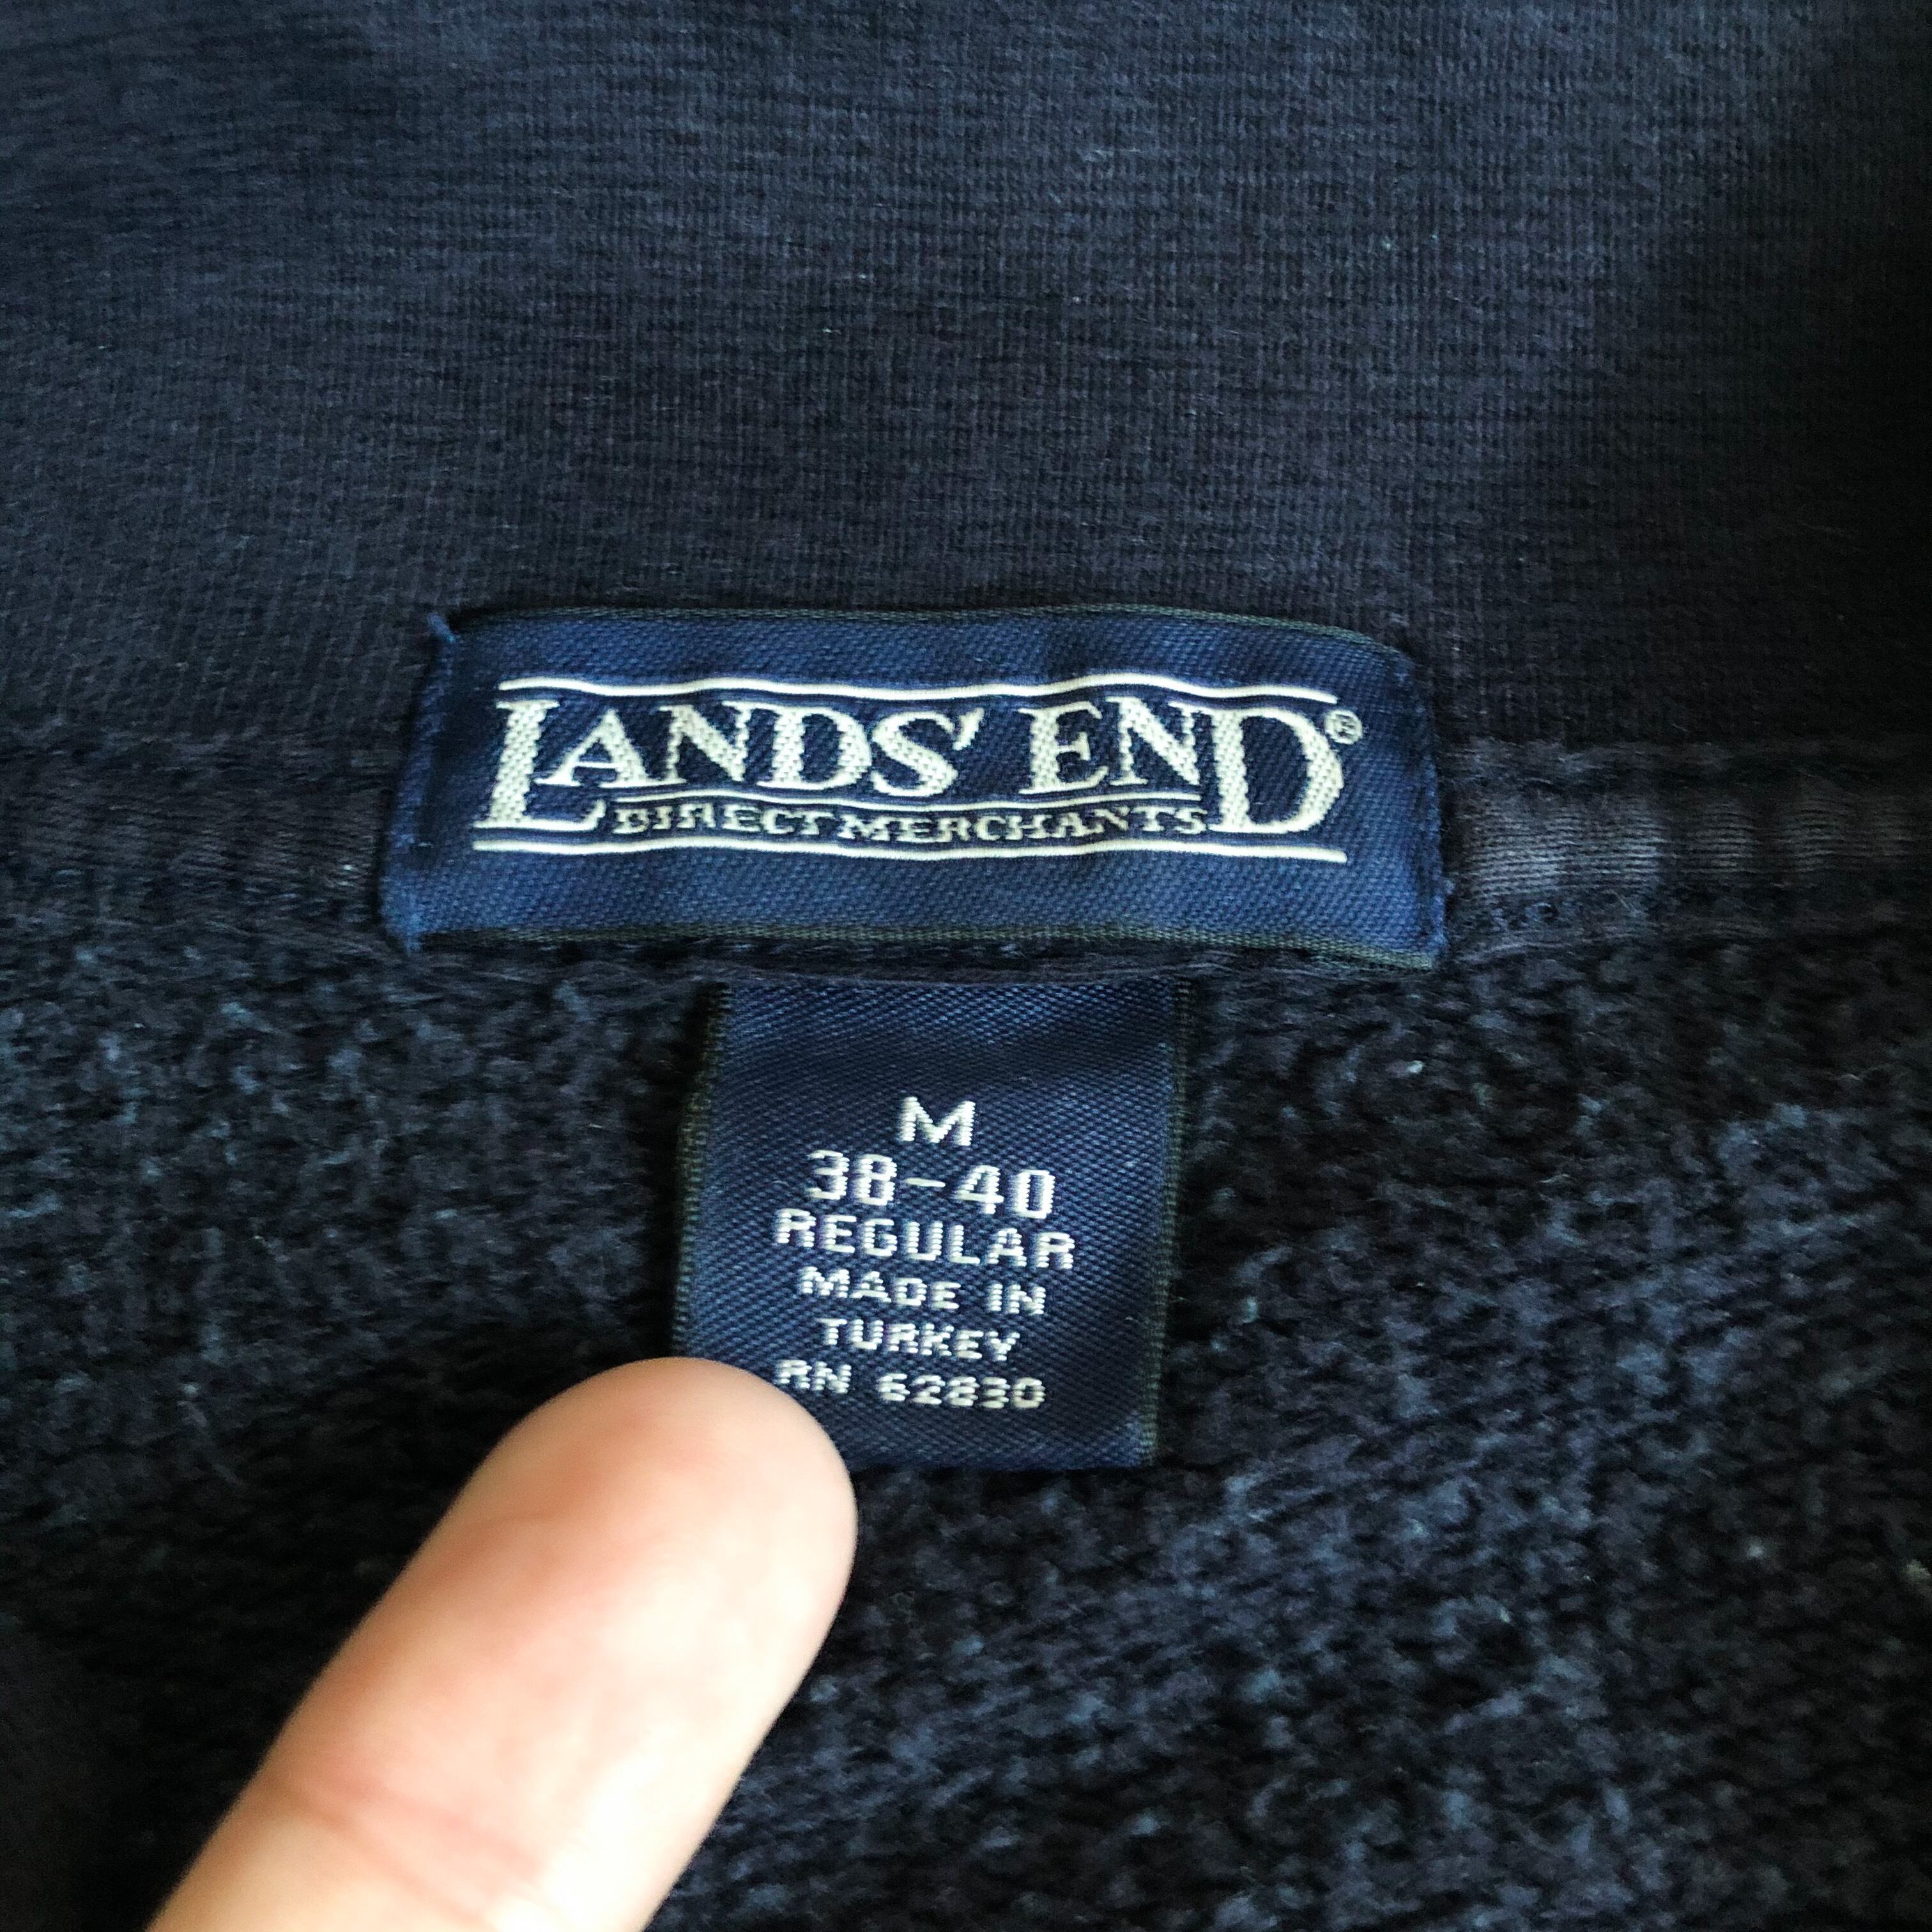 LANDS' END®
DIRECT MERCHANTS
M
38-40
REGULAR
MADE IN
TURKEY
RN 62830